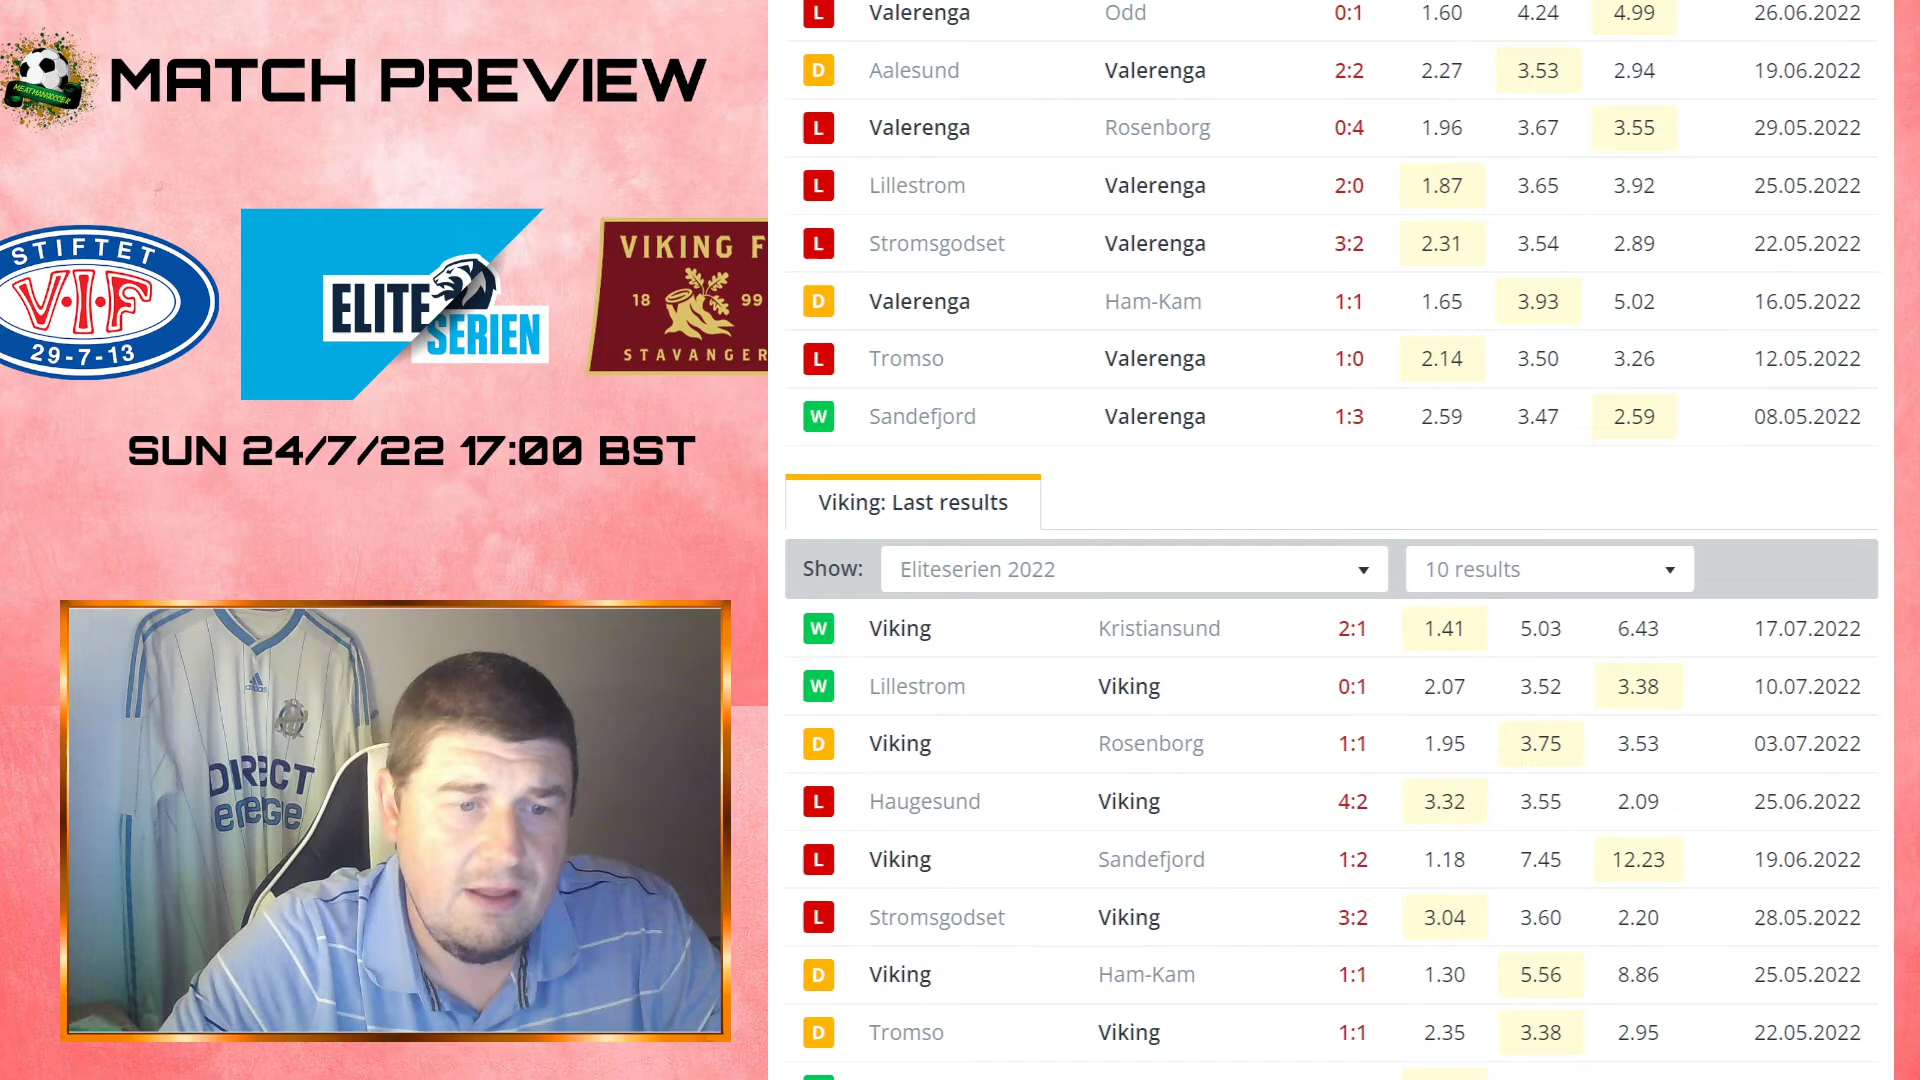 MEATMANSOCCER
MATCH PREVIEW
STIFTET
V·I·F
29-7-13
ELITE
SERIEN
VIKING F
18 99
STAVANGER
SUN 24/7/22 17:00 BST
adidas
DIRECT
energie
L Valerenga Odd 0:1 1.60 4.24 4.99 26.06.2022
D Aalesund Valerenga 2:2 2.27 3.53 2.94 19.06.2022
L Valerenga Rosenborg 0:4 1.96 3.67 3.55 29.05.2022
L Lillestrom Valerenga 2:0 1.87 3.65 3.92 25.05.2022
L Stromsgodset Valerenga 3:2 2.31 3.54 2.89 22.05.2022
D Valerenga Ham-Kam 1:1 1.65 3.93 5.02 16.05.2022
L Tromso Valerenga 1:0 2.14 3.50 3.26 12.05.2022
W Sandefjord Valerenga 1:3 2.59 3.47 2.59 08.05.2022
Viking: Last results
Show: Eliteserien 2022 10 results
W Viking Kristiansund 2:1 1.41 5.03 6.43 17.07.2022
W Lillestrom Viking 0:1 2.07 3.52 3.38 10.07.2022
D Viking Rosenborg 1:1 1.95 3.75 3.53 03.07.2022
L Haugesund Viking 4:2 3.32 3.55 2.09 25.06.2022
L Viking Sandefjord 1:2 1.18 7.45 12.23 19.06.2022
L Stromsgodset Viking 3:2 3.04 3.60 2.20 28.05.2022
D Viking Ham-Kam 1:1 1.30 5.56 8.86 25.05.2022
D Tromso Viking 1:1 2.35 3.38 2.95 22.05.2022